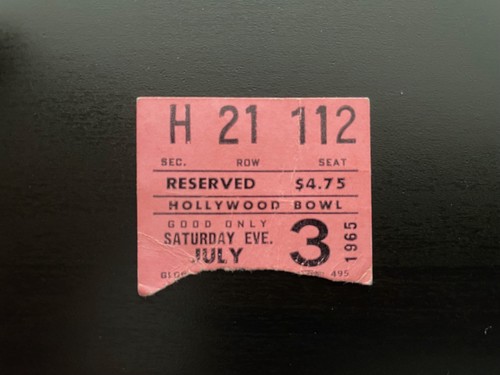 H 21 112
SEC. ROW SEAT
RESERVED $4.75
HOLLYWOOD BOWL
GOOD ONLY
SATURDAY EVE.
JULY 3 1965
495